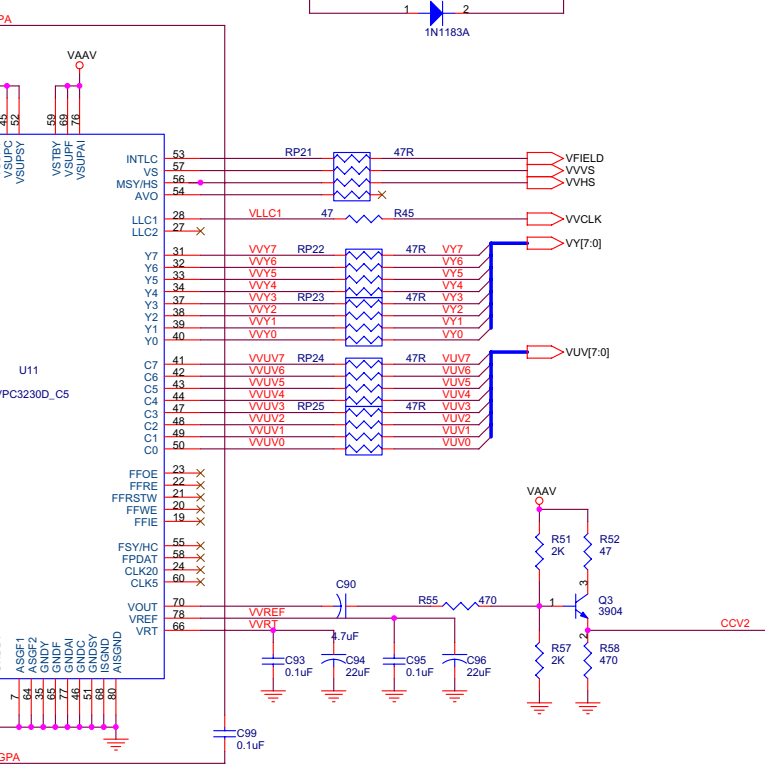 PA
1 2
1N1183A
VAAV
45
52
59
69
76
VSUPC
VSUPSY
VSTBY
VSUPF
VSUPAI
INTLC 53 RP21 47R VFIELD
VS 57 VVVS
MSY/HS 56 VVHS
AVO 54
LLC1 28 VLLC1 47 R45 VVCLK
LLC2 27
VY[7:0]
Y7 31 VVY7 RP22 47R VY7
Y6 32 VVY6 VY6
Y5 33 VVY5 VY5
Y4 34 VVY4 VY4
Y3 37 VVY3 RP23 47R VY3
Y2 38 VVY2 VY2
Y1 39 VVY1 VY1
Y0 40 VVY0 VY0
VUV[7:0]
C7 41 VVUV7 RP24 47R VUV7
U11
C6 42 VVUV6 VUV6
C5 43 VVUV5 VUV5
VPC3230D_C5
C4 44 VVUV4 VUV4
C3 47 VVUV3 RP25 47R VUV3
C2 48 VVUV2 VUV2
C1 49 VVUV1 VUV1
C0 50 VVUV0 VUV0
FFOE 23
FFRE 22
FFRSTW 21
FFWE 20
FFIE 19
VAAV
FSY/HC 55
FPDAT 58
CLK20 24
CLK5 60
R51
2K
R52
47
C90
3
VOUT 70 R55 470 1 Q3
3904
VREF 78 VVREF
VRT 66 VVRT
4.7uF
2
CCV2
C93
0.1uF
C94
22uF
C95
0.1uF
C96
22uF
R57
2K
R58
470
ASGF1
ASGF2
GNDY
GNDF
GNDAI
GNDC
GNDSY
ISGND
AISGND
7
64
35
65
77
46
51
68
80
C99
0.1uF
GPA